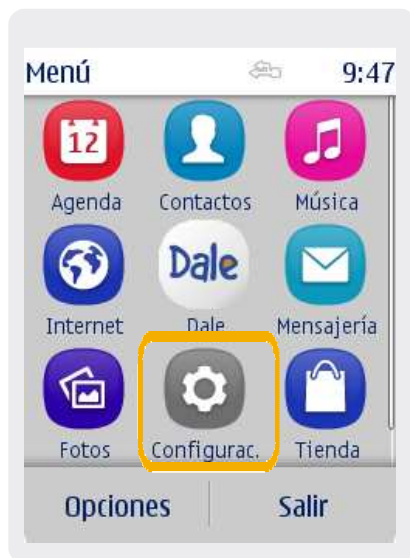 Menú 9:47
12
Agenda Contactos Música
Dale
Internet Dale Mensajería
Fotos Configurac. Tienda
Opciones Salir